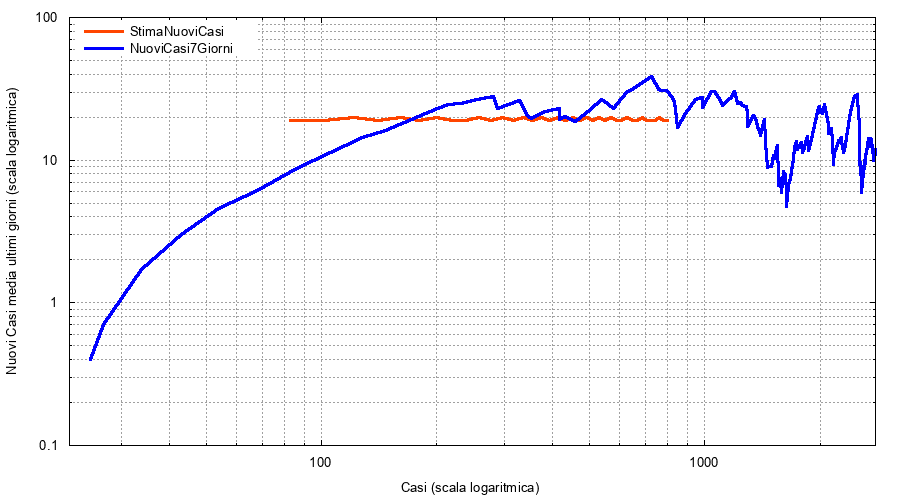 100
StimaNuoviCasi
NuoviCasi7Giorni
10
1
0.1
Nuovi Casi media ultimi giorni (scala logaritmica)
100
1000
Casi (scala logaritmica)